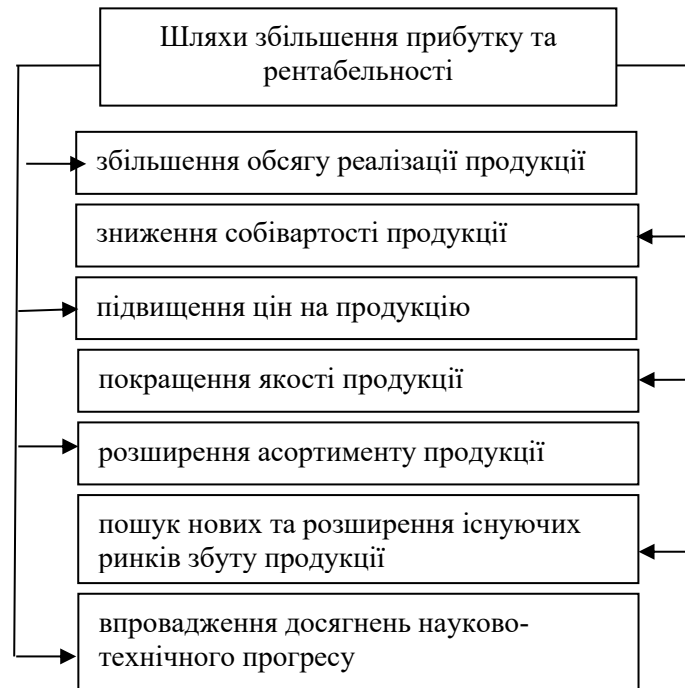 Шляхи збільшення прибутку та
рентабельності
збільшення обсягу реалізації продукції
зниження собівартості продукції
підвищення цін на продукцію
покращення якості продукції
розширення асортименту продукції
пошук нових та розширення існуючих
ринків збуту продукції
впровадження досягнень науково-
технічного прогресу